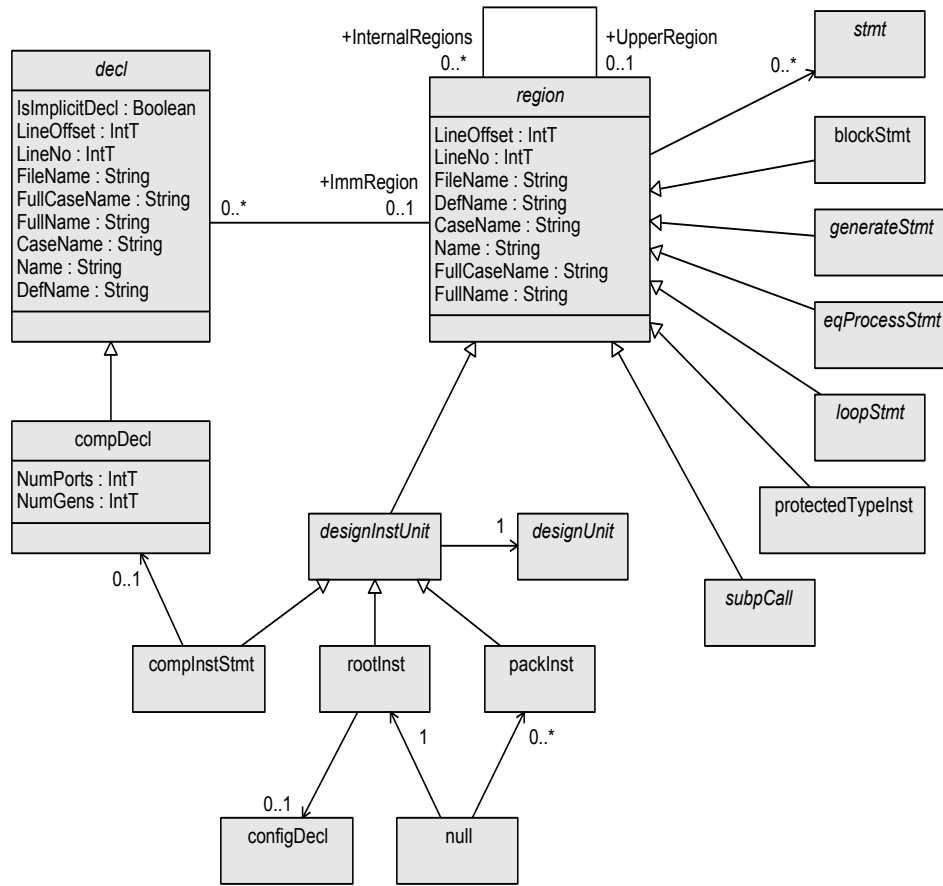 +InternalRegions
0..*
+UpperRegion
0..1
stmt
0..*
decl
IsImplicitDecl : Boolean
LineOffset : IntT
LineNo : IntT
FileName : String
FullCaseName : String
FullName : String
CaseName : String
Name : String
DefName : String
+ImmRegion
0..*
0..1
region
LineOffset : IntT
LineNo : IntT
FileName : String
DefName : String
CaseName : String
Name : String
FullCaseName : String
FullName : String
blockStmt
generateStmt
eqProcessStmt
loopStmt
protectedTypeInst
subpCall
compDecl
NumPorts : IntT
NumGens : IntT
0..1
designInstUnit
1
designUnit
compInstStmt
rootInst
packInst
1
0..*
0..1
configDecl
null